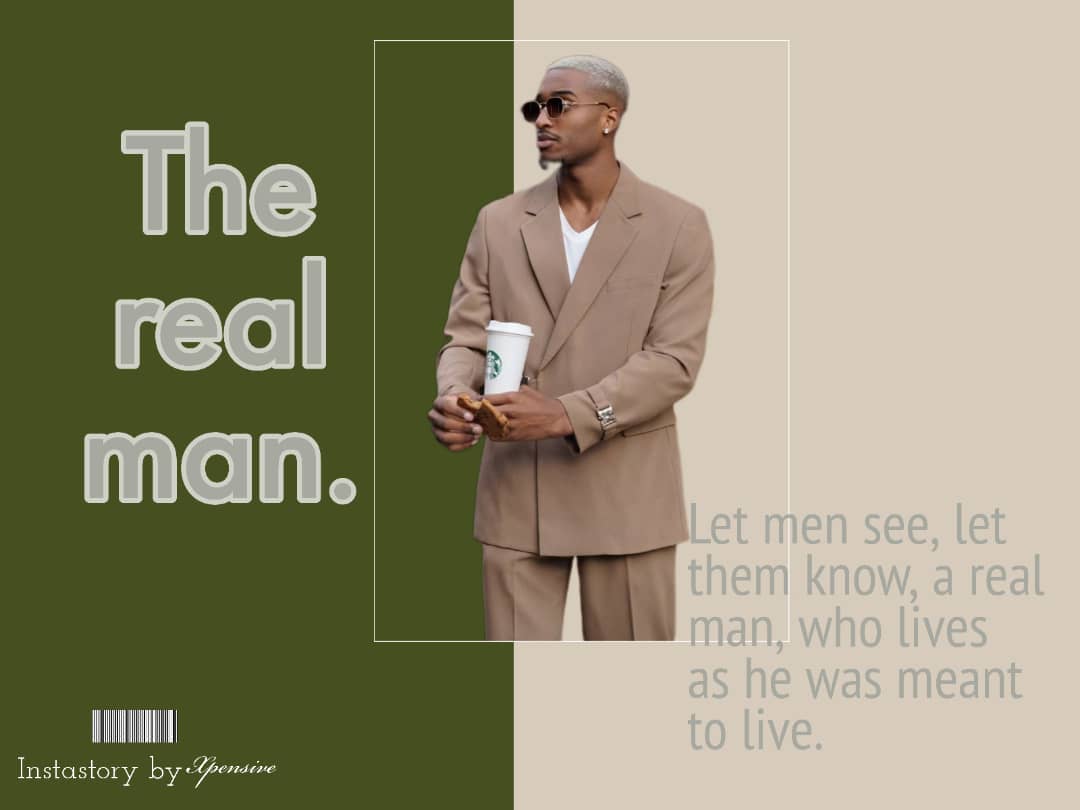 The
real
man.
Let men see, let
them know, a real
man, who lives
as he was meant
to live.
Instastory by Xpensive